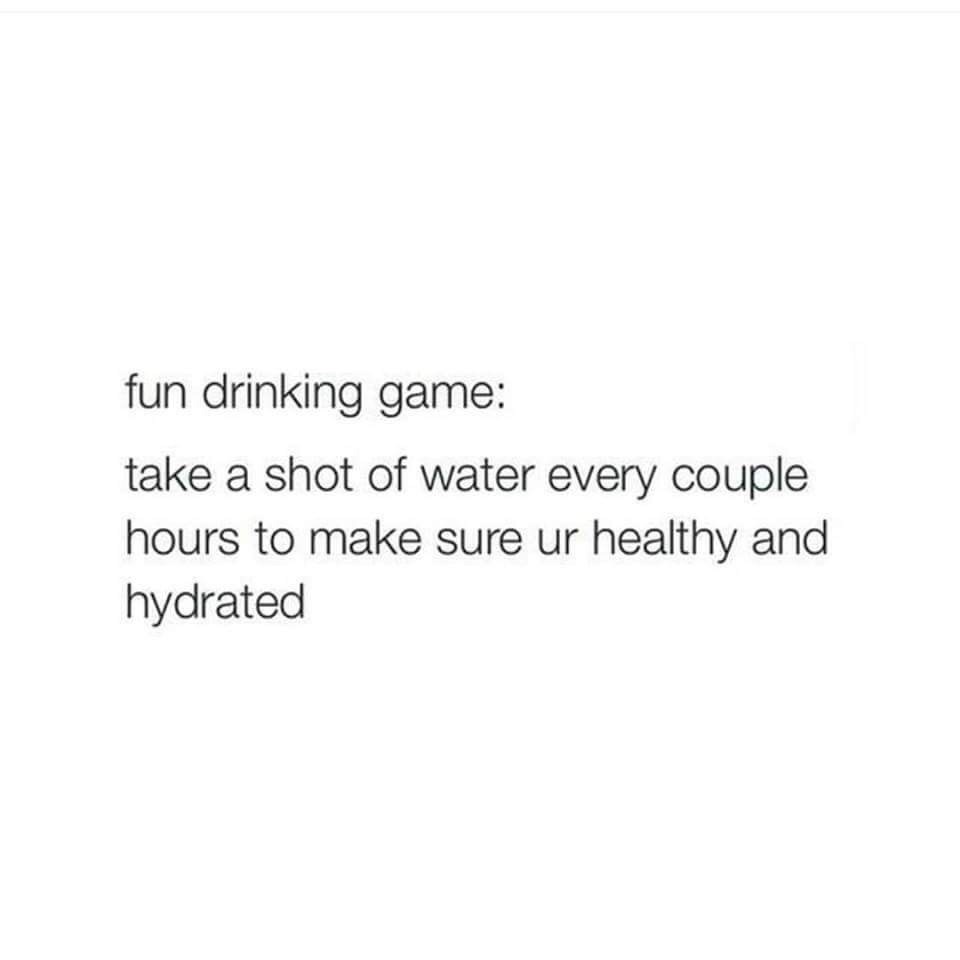 fun drinking game:
take a shot of water every couple
hours to make sure ur healthy and
hydrated